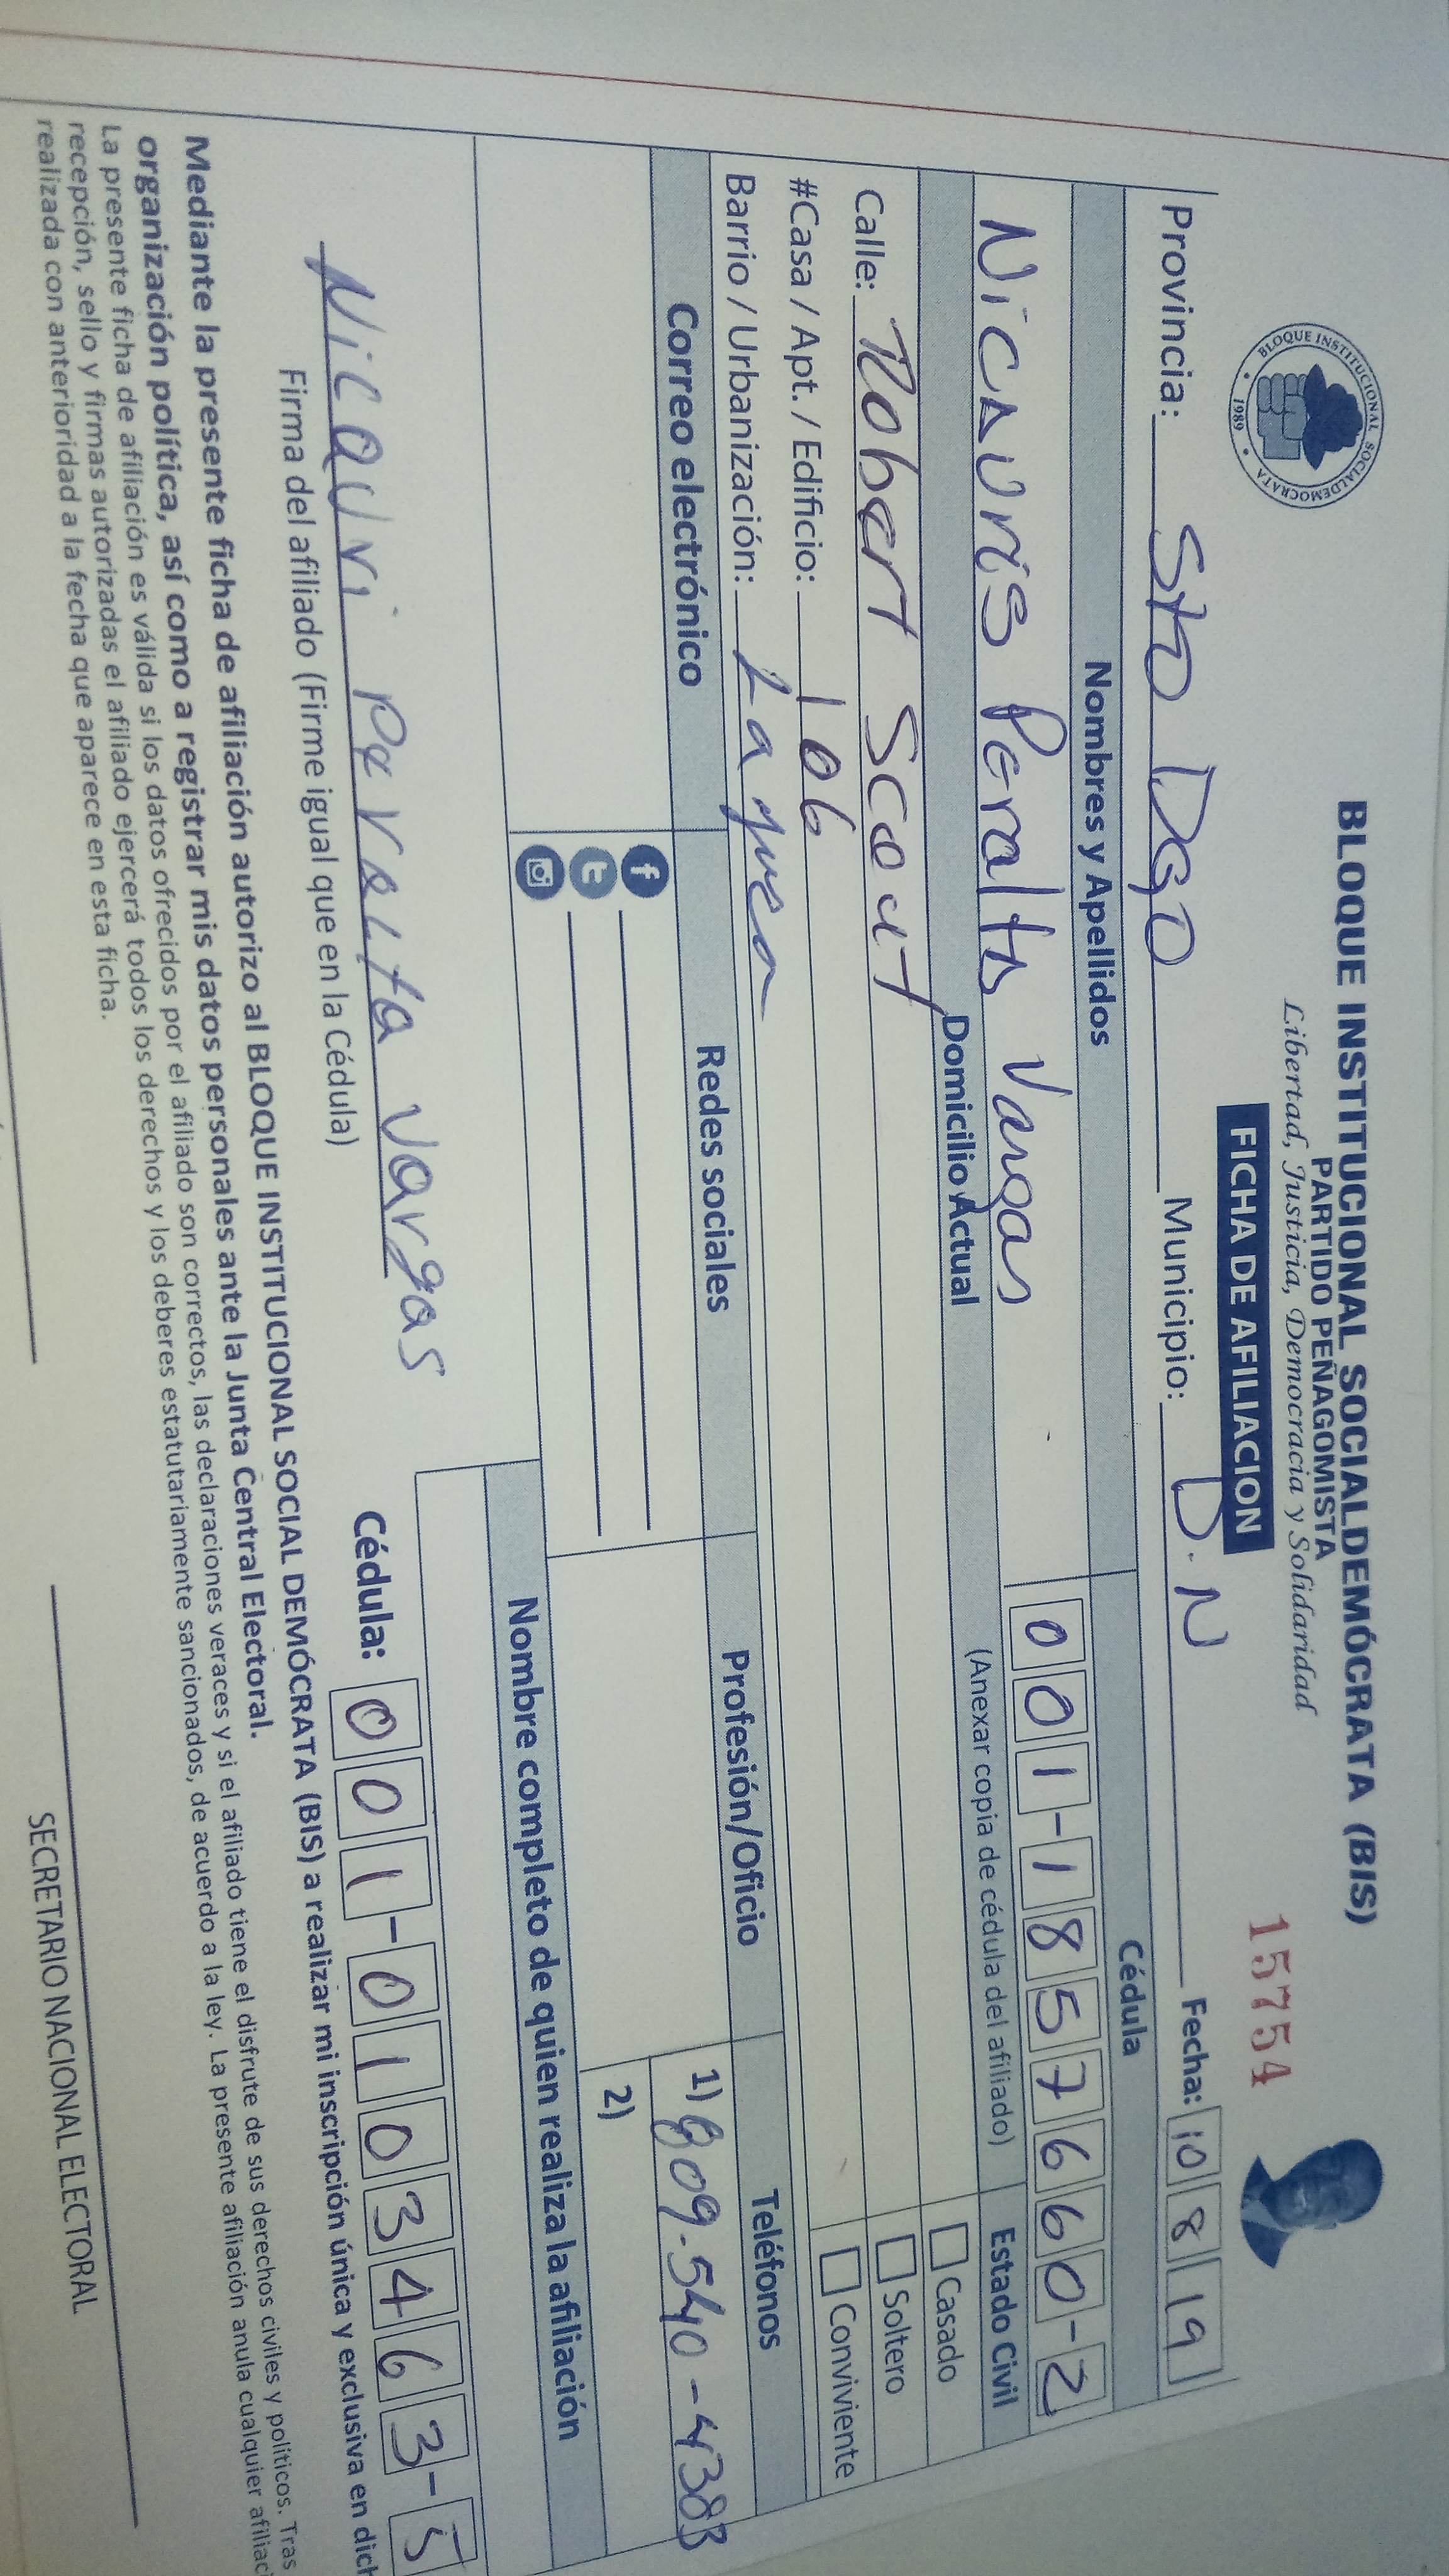 BLOQUE INSTITUCIONAL SOCIALDEMÓCRATA (BIS)
PARTIDO PEÑAGOMISTA
Libertad, Justicia, Democracia y Solidaridad
BLOQUE INSTITUCIONAL SOCIALDEMOCRATA
• 1989 •
15754
FICHA DE AFILIACION
Provincia: Sto Dgo Municipio: D.N Fecha: 10 8 19
Nombres y Apellidos Cédula
Nicauris Peralta Vargas 001-1857660-2
Domicilio Actual (Anexar copia de cédula del afiliado) Estado Civil
Calle: Robert Scout Casado
#Casa / Apt. / Edificio: 106 Soltero
Barrio / Urbanización: La yuca Conviviente
Correo electrónico Redes sociales Profesión/Oficio Teléfonos
1) 809-540-4383
2)
Nombre completo de quien realiza la afiliación
Nicauri Peralta Vargas Cédula: 001-0103463-5
Firma del afiliado (Firme igual que en la Cédula)
Mediante la presente ficha de afiliación autorizo al BLOQUE INSTITUCIONAL SOCIAL DEMÓCRATA (BIS) a realizar mi inscripción única y exclusiva en dich
organización política, así como a registrar mis datos personales ante la Junta Central Electoral.
La presente ficha de afiliación es válida si los datos ofrecidos por el afiliado son correctos, las declaraciones veraces y si el afiliado tiene el disfrute de sus derechos civiles y politicos. Tras
recepción, sello y firmas autorizadas el afiliado ejercerá todos los derechos y los deberes estatutariamente sancionados, de acuerdo a la ley. La presente afiliación anula cualquier afiliaci
realizada con anterioridad a la fecha que aparece en esta ficha.
SECRETARIO NACIONAL ELECTORAL